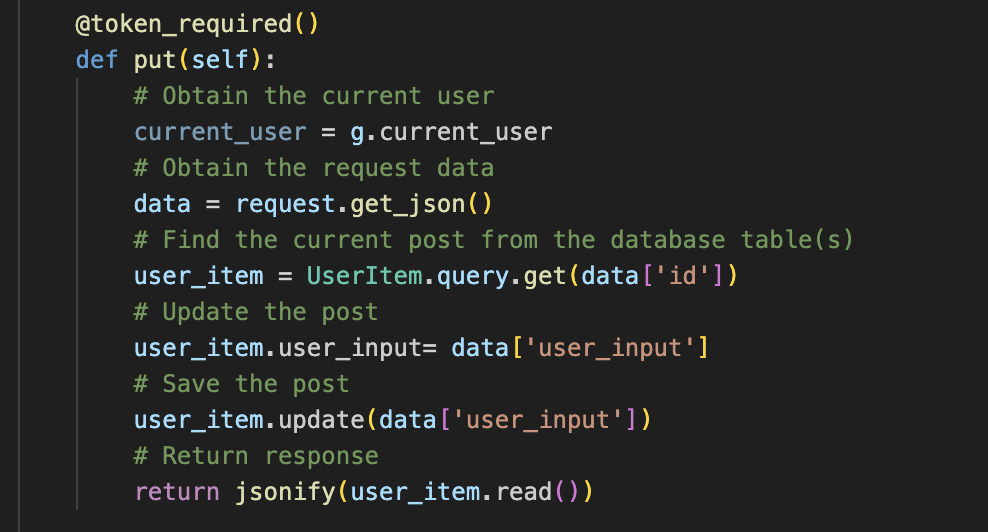 @token_required()
def put(self):
    # Obtain the current user
    current_user = g.current_user
    # Obtain the request data
    data = request.get_json()
    # Find the current post from the database table(s)
    user_item = UserItem.query.get(data['id'])
    # Update the post
    user_item.user_input= data['user_input']
    # Save the post
    user_item.update(data['user_input'])
    # Return response
    return jsonify(user_item.read())